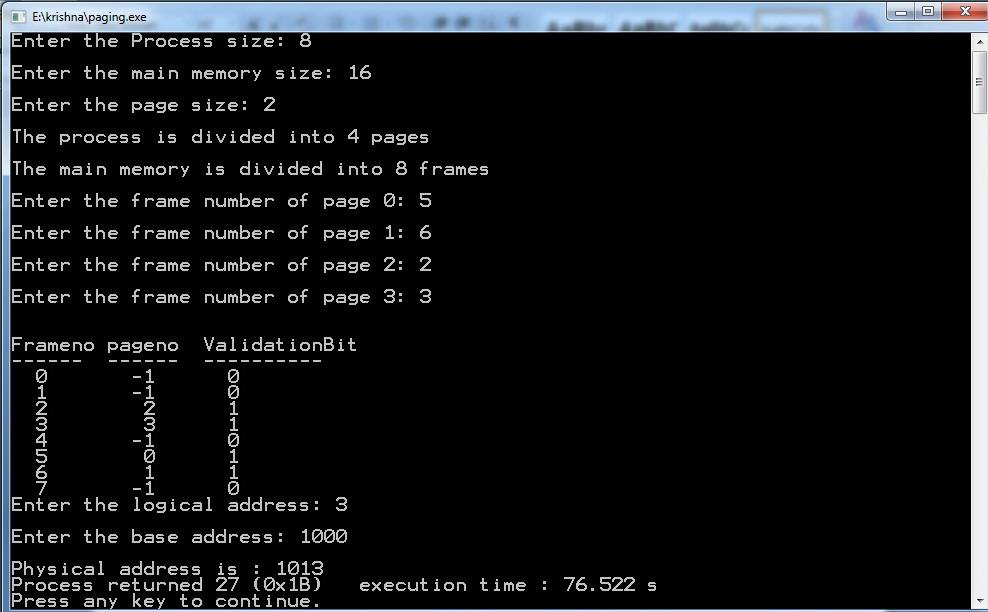 E:\krishna\paging.exe
Enter the Process size: 8
Enter the main memory size: 16
Enter the page size: 2
The process is divided into 4 pages
The main memory is divided into 8 frames
Enter the frame number of page 0: 5
Enter the frame number of page 1: 6
Enter the frame number of page 2: 2
Enter the frame number of page 3: 3
Frameno pageno  ValidationBit
------  ------  ----------
0 -1 0
1 -1 0
2 2 1
3 3 1
4 -1 0
5 0 1
6 1 1
7 -1 0
Enter the logical address: 3
Enter the base address: 1000
Physical address is : 1013
Process returned 27 (0x1B)   execution time : 76.522 s
Press any key to continue.